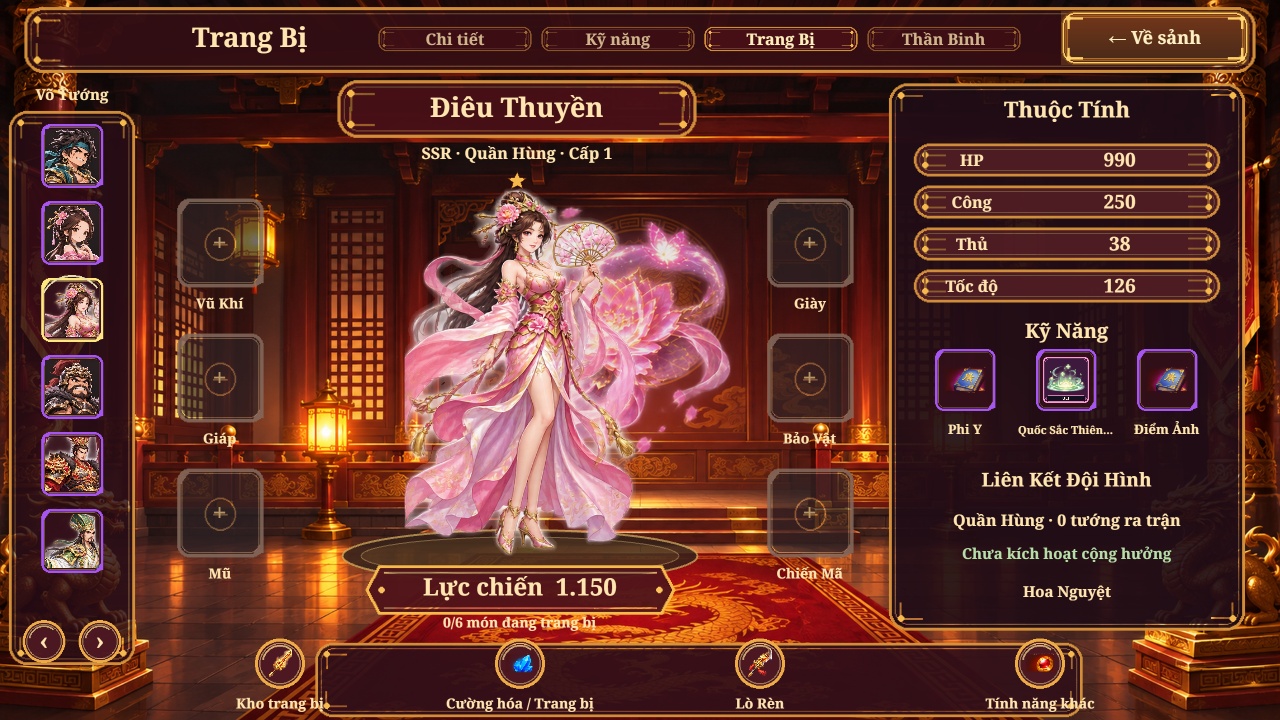 Trang Bị
Chi tiết
Kỹ năng
Trang Bị
Thần Binh
← Về sảnh
Võ Tướng
Điêu Thuyền
SSR · Quần Hùng · Cấp 1
Vũ Khí
Giáp
Mũ
Giày
Bảo Vật
Chiến Mã
Lực chiến 1.150
0/6 món đang trang bị
Thuộc Tính
HP 990
Công 250
Thủ 38
Tốc độ 126
Kỹ Năng
Phi Y
Quốc Sắc Thiên...
Điểm Ảnh
Liên Kết Đội Hình
Quần Hùng · 0 tướng ra trận
Chưa kích hoạt cộng hưởng
Hoa Nguyệt
Kho trang bị
Cường hóa / Trang bị
Lò Rèn
Tính năng khác